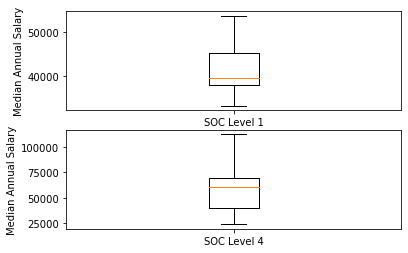 Median Annual Salary
50000
40000
SOC Level 1
Median Annual Salary
100000
75000
50000
25000
SOC Level 4